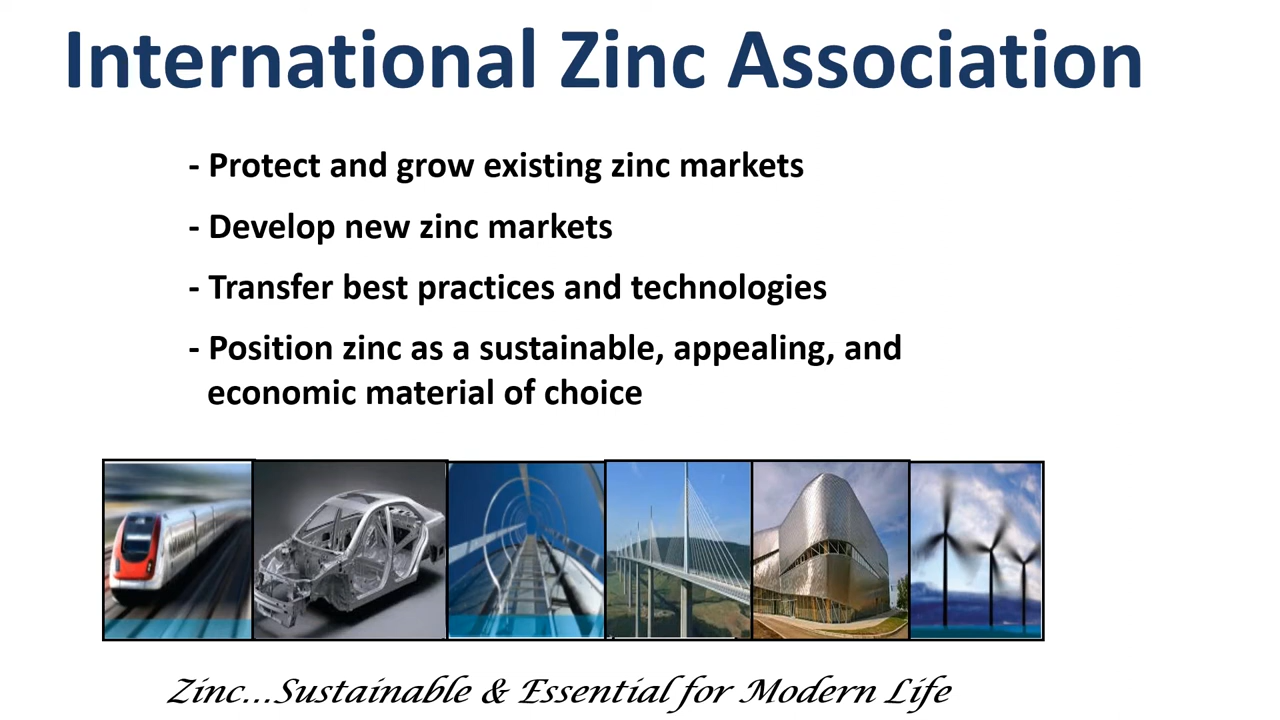 International Zinc Association
- Protect and grow existing zinc markets
- Develop new zinc markets
- Transfer best practices and technologies
- Position zinc as a sustainable, appealing, and
economic material of choice
Zinc...Sustainable & Essential for Modern Life